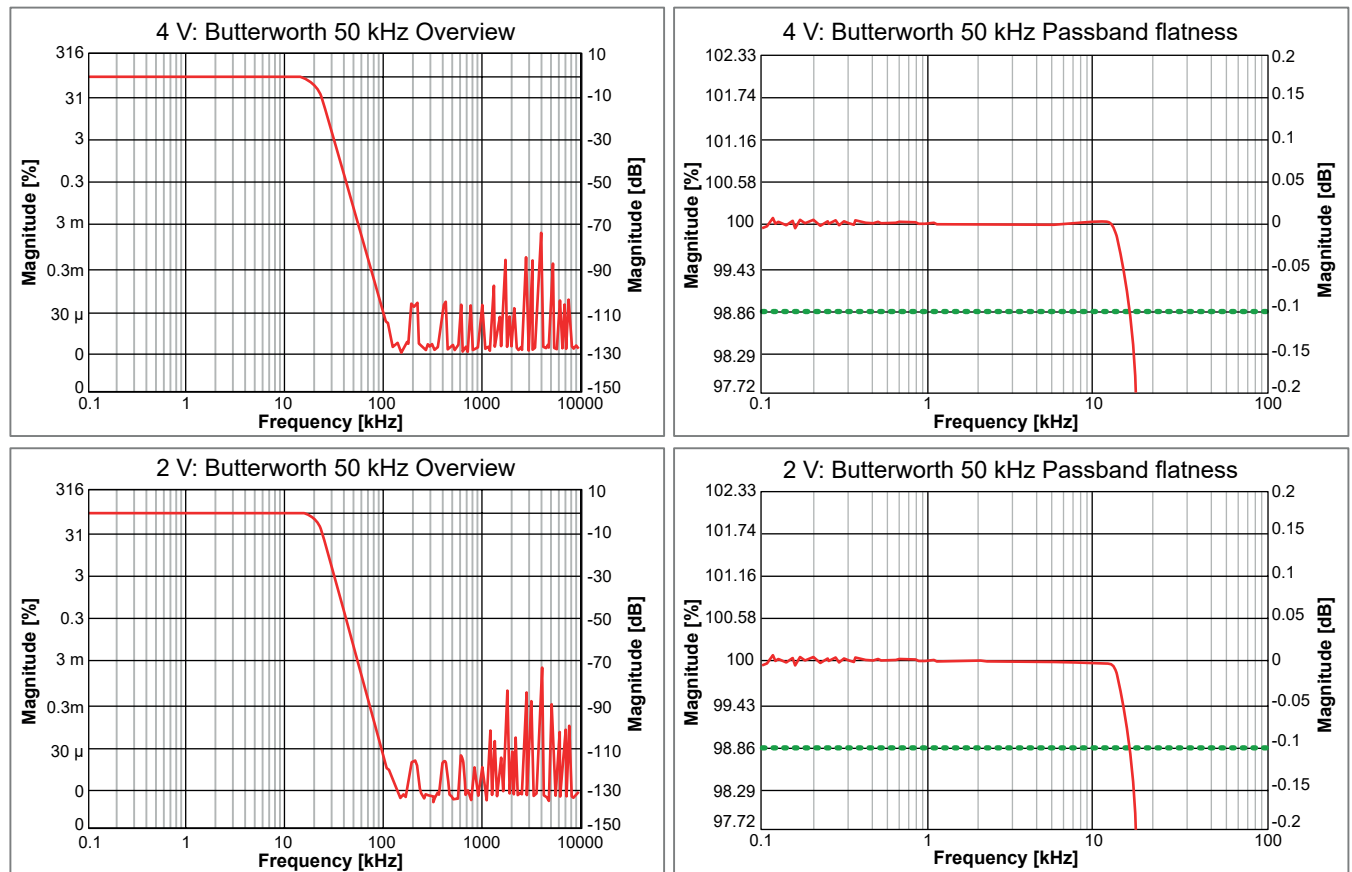 4 V: Butterworth 50 kHz Overview
316
31
3
0.3
3 m
0.3m
30 µ
0
0
Magnitude [%]
10
-10
-30
-50
-70
-90
-110
-130
-150
Magnitude [dB]
0.1 1 10 100 1000 10000
Frequency [kHz]
4 V: Butterworth 50 kHz Passband flatness
102.33
101.74
101.16
100.58
100
99.43
98.86
98.29
97.72
Magnitude [%]
0.2
0.15
0.1
0.05
0
-0.05
-0.1
-0.15
-0.2
Magnitude [dB]
0.1 1 10 100
Frequency [kHz]
2 V: Butterworth 50 kHz Overview
316
31
3
0.3
3 m
0.3m
30 µ
0
0
Magnitude [%]
10
-10
-30
-50
-70
-90
-110
-130
-150
Magnitude [dB]
0.1 1 10 100 1000 10000
Frequency [kHz]
2 V: Butterworth 50 kHz Passband flatness
102.33
101.74
101.16
100.58
100
99.43
98.86
98.29
97.72
Magnitude [%]
0.2
0.15
0.1
0.05
0
-0.05
-0.1
-0.15
-0.2
Magnitude [dB]
0.1 1 10 100
Frequency [kHz]